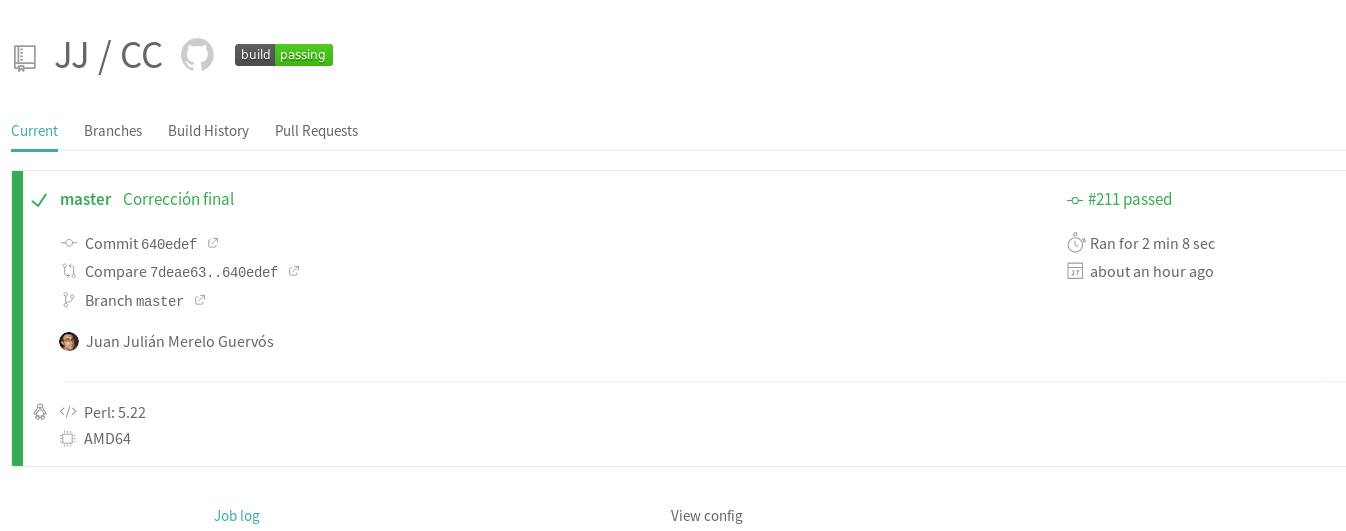 JJ / CC build passing
Current Branches Build History Pull Requests
master Corrección final #211 passed
Commit 640edef Ran for 2 min 8 sec
Compare 7deae63..640edef about an hour ago
Branch master
Juan Julián Merelo Guervós
Perl: 5.22
AMD64
Job log View config